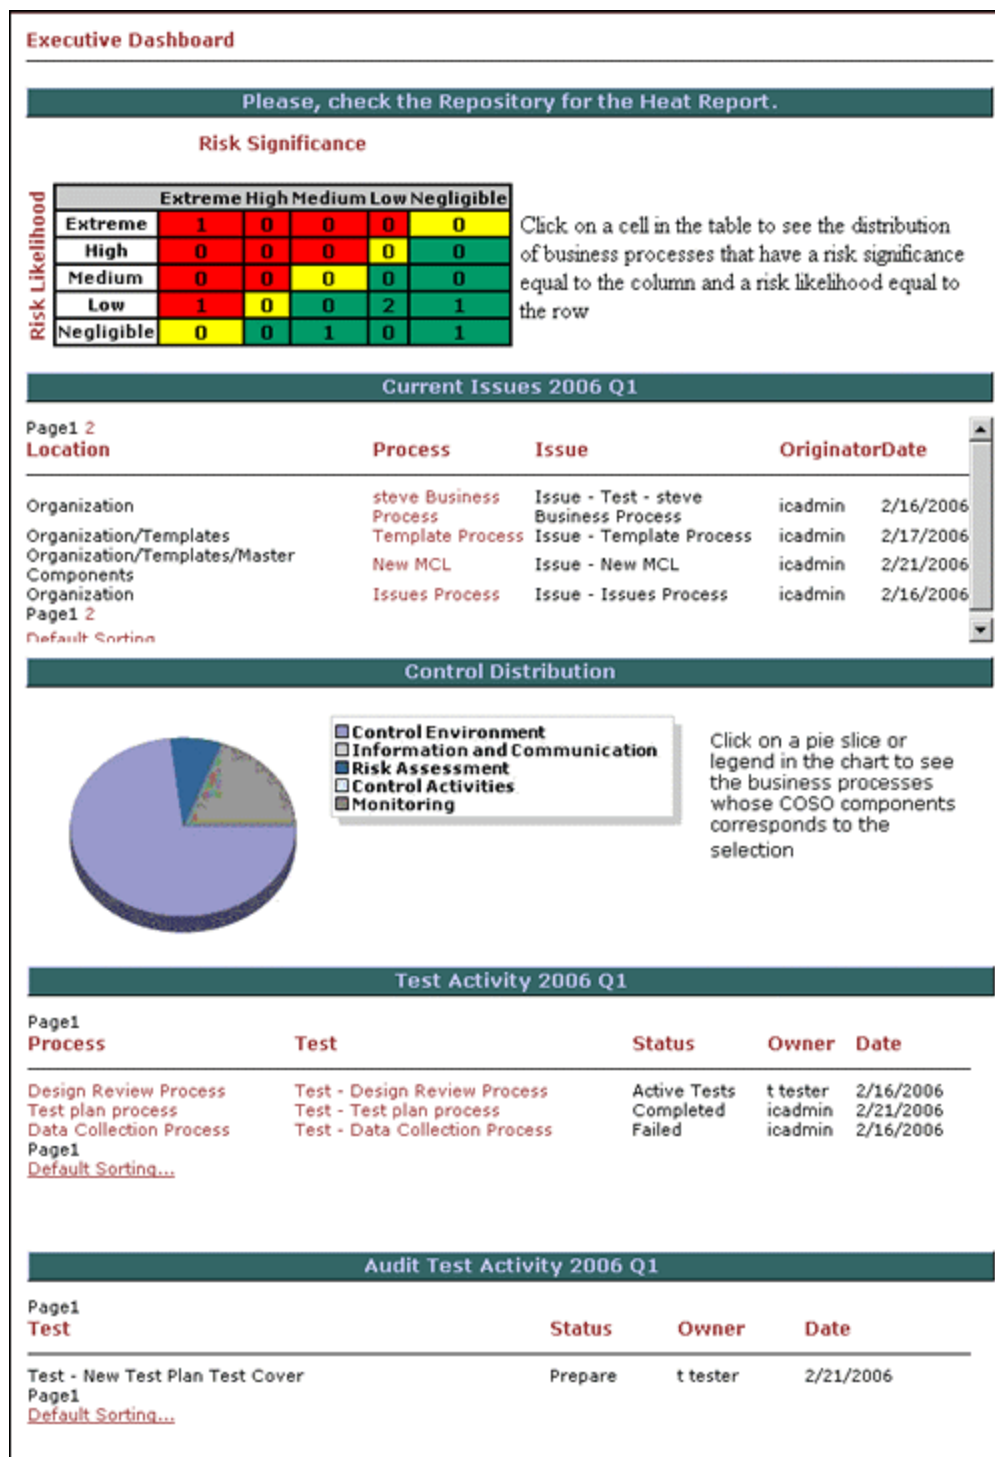 Executive Dashboard
Please, check the Repository for the Heat Report.
Risk Significance
Risk Likelihood
Extreme High Medium Low Negligible
Extreme 1 0 0 0 0
High 0 0 0 0 0
Medium 0 0 0 0 0
Low 1 0 0 2 1
Negligible 0 0 1 0 1
Click on a cell in the table to see the distribution
of business processes that have a risk significance
equal to the column and a risk likelihood equal to
the row
Current Issues 2006 Q1
Page1 2
Location Process Issue OriginatorDate
Organization steve Business Process Issue - Test - steve Business Process icadmin 2/16/2006
Organization/Templates Template Process Issue - Template Process icadmin 2/17/2006
Organization/Templates/Master Components New MCL Issue - New MCL icadmin 2/21/2006
Organization Issues Process Issue - Issues Process icadmin 2/16/2006
Page1 2
Default Sorting
Control Distribution
Control Environment
Information and Communication
Risk Assessment
Control Activities
Monitoring
Click on a pie slice or
legend in the chart to see
the business processes
whose COSO components
corresponds to the
selection
Test Activity 2006 Q1
Page1
Process Test Status Owner Date
Design Review Process Test - Design Review Process Active Tests t tester 2/16/2006
Test plan process Test - Test plan process Completed icadmin 2/21/2006
Data Collection Process Test - Data Collection Process Failed icadmin 2/16/2006
Page1
Default Sorting...
Audit Test Activity 2006 Q1
Page1
Test Status Owner Date
Test - New Test Plan Test Cover Prepare t tester 2/21/2006
Page1
Default Sorting...